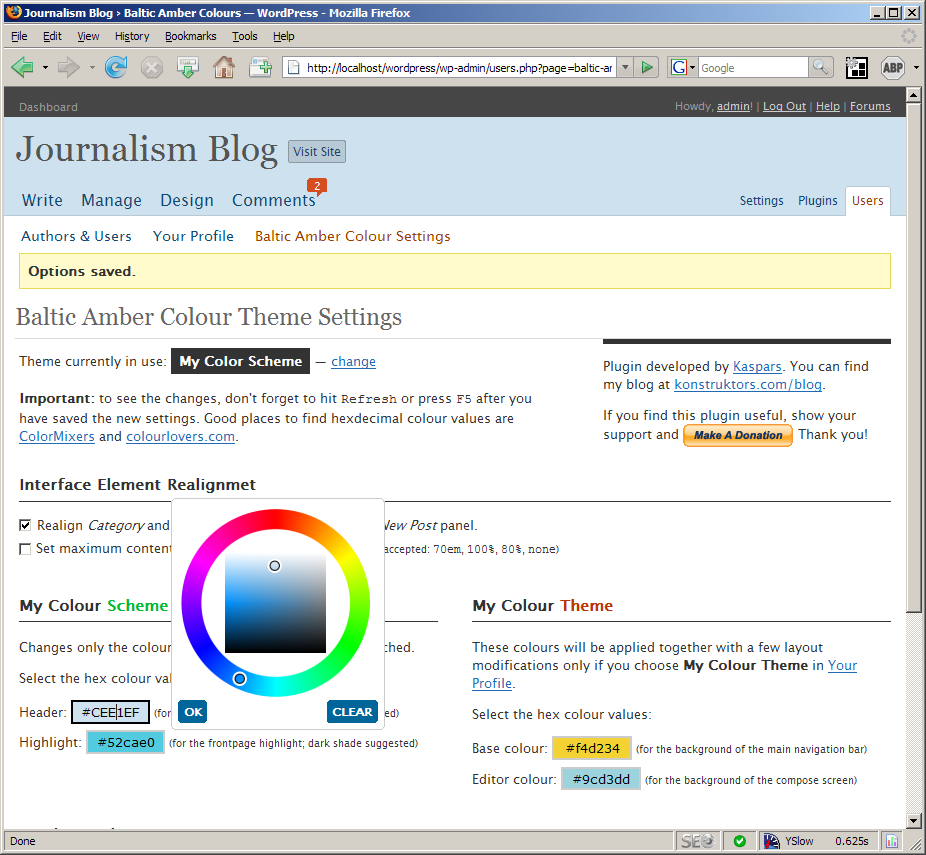 Journalism Blog › Baltic Amber Colours — WordPress - Mozilla Firefox
File Edit View History Bookmarks Tools Help
http://localhost/wordpress/wp-admin/users.php?page=baltic-ar G Google ABP
Dashboard Howdy, admin! | Log Out | Help | Forums
Journalism Blog Visit Site
2
Write Manage Design Comments Settings Plugins Users
Authors & Users Your Profile Baltic Amber Colour Settings
Options saved.
Baltic Amber Colour Theme Settings
Theme currently in use: My Color Scheme — change
Important: to see the changes, don't forget to hit Refresh or press F5 after you
have saved the new settings. Good places to find hexdecimal colour values are
ColorMixers and colourlovers.com.
Plugin developed by Kaspars. You can find
my blog at konstruktors.com/blog.
If you find this plugin useful, show your
support and Make A Donation Thank you!
Interface Element Realignmet
Realign Category and New Post panel.
Set maximum content accepted: 70em, 100%, 80%, none)
My Colour Scheme
Changes only the colour ched.
Select the hex colour val
Header: #CEE1EF (for ed)
Highlight: #52cae0 (for the frontpage highlight; dark shade suggested)
OK CLEAR
My Colour Theme
These colours will be applied together with a few layout
modifications only if you choose My Colour Theme in Your
Profile.
Select the hex colour values:
Base colour: #f4d234 (for the background of the main navigation bar)
Editor colour: #9cd3dd (for the background of the compose screen)
Done SEO YSlow 0.625s